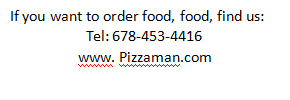 If you want to order food, food, find us:
Tel: 678-453-4416
www. Pizzaman.com